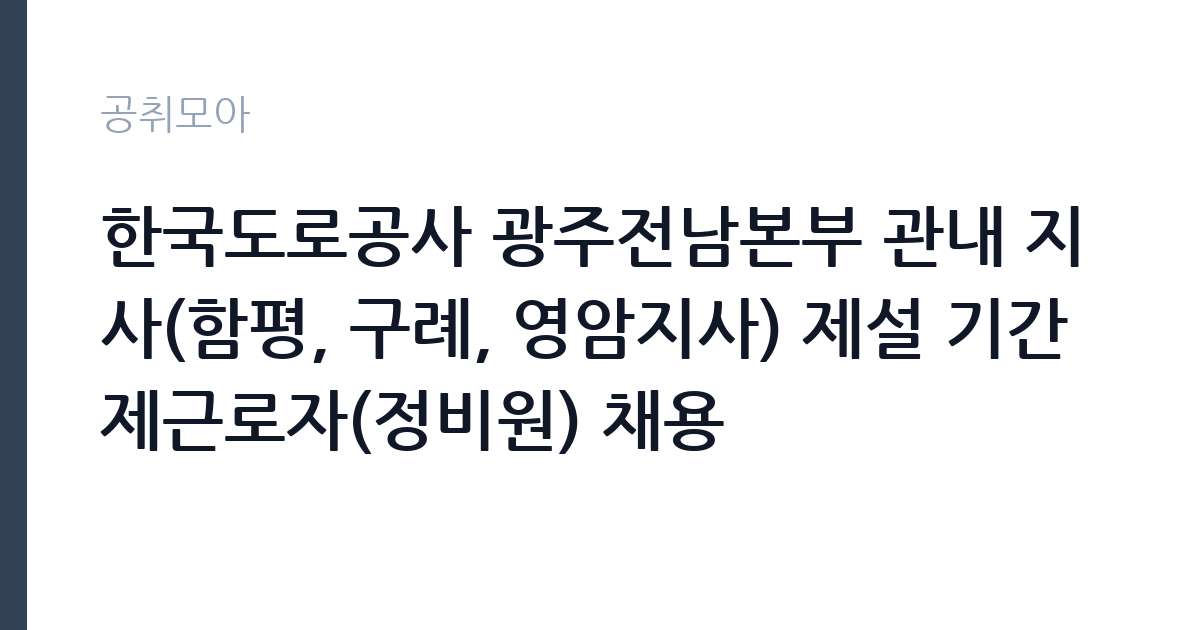 공취모아
한국도로공사 광주전남본부 관내 지
사(함평, 구례, 영암지사) 제설 기간
제근로자(정비원) 채용